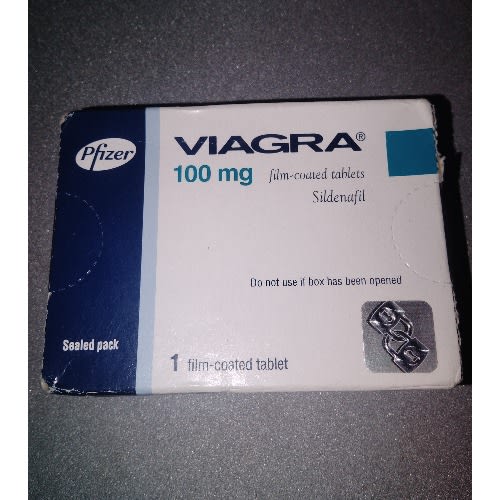 Pfizer
VIAGRA®
100 mg film-coated tablets
Sildenafil
Do not use if box has been opened
Sealed pack
1 film-coated tablet